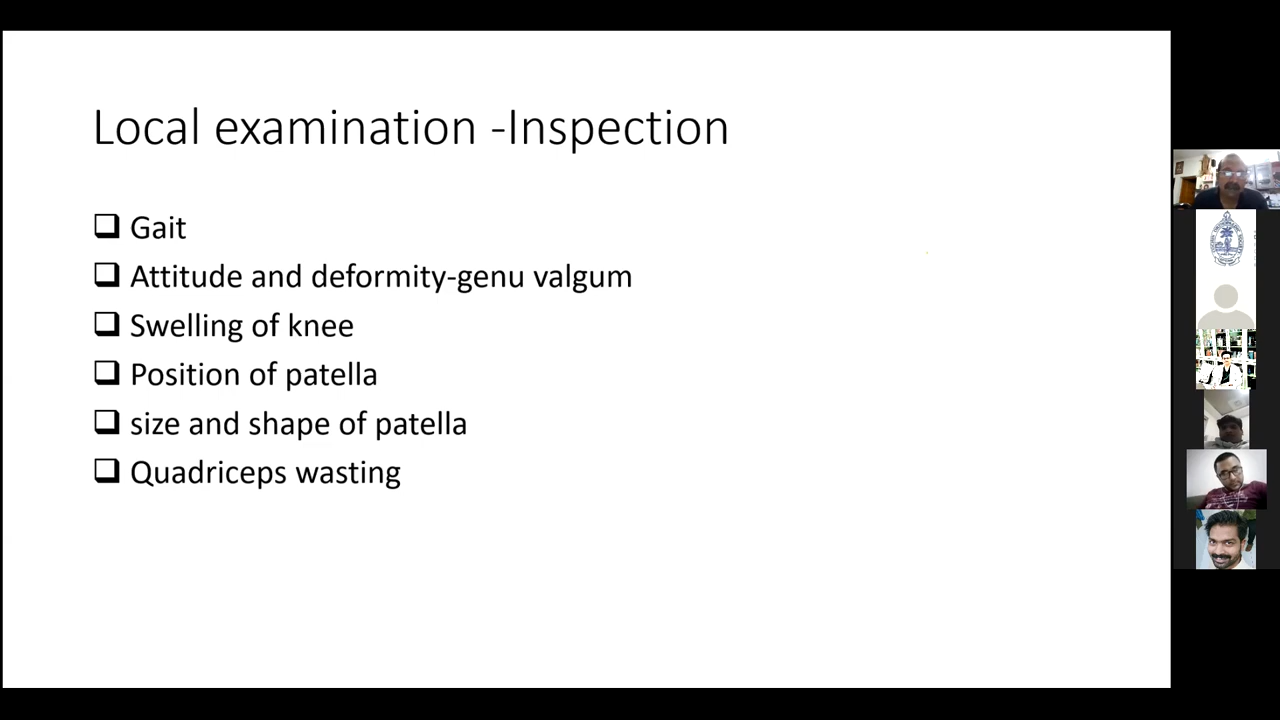 Local examination -Inspection
Gait
Attitude and deformity-genu valgum
Swelling of knee
Position of patella
size and shape of patella
Quadriceps wasting